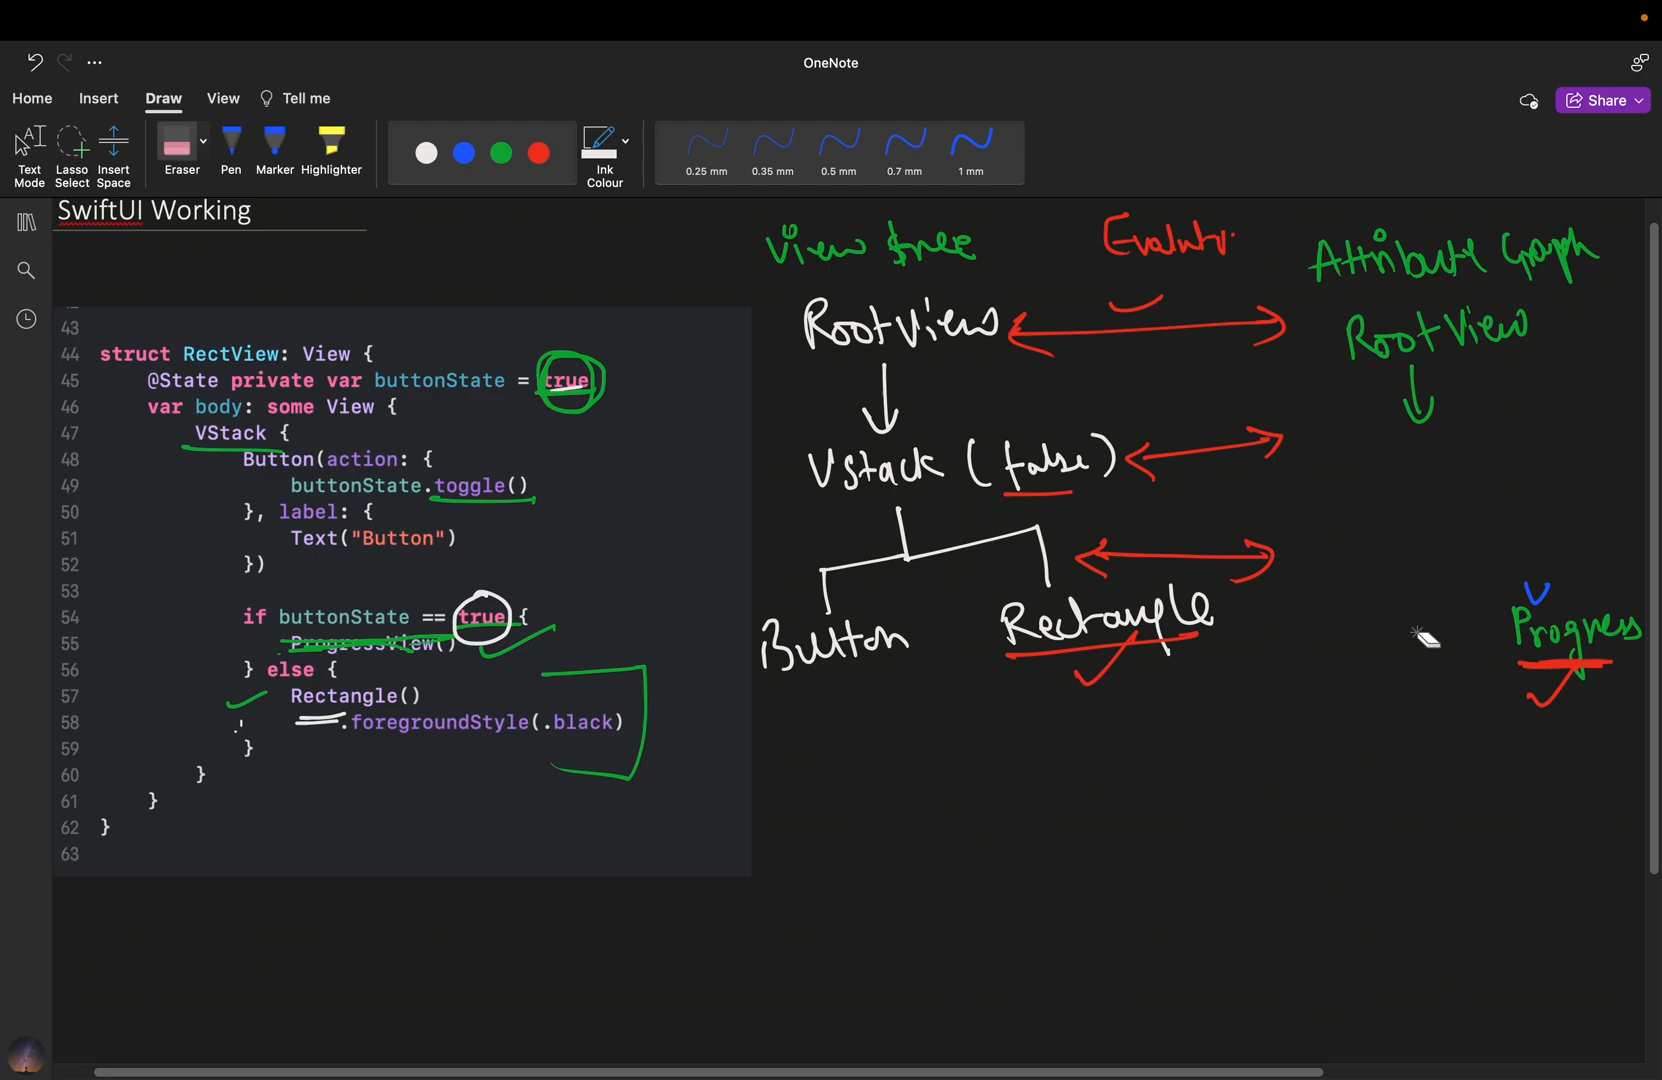 OneNote
Home Insert Draw View Tell me
Share
Text Mode
Lasso Select
Insert Space
Eraser
Pen
Marker
Highlighter
Ink Colour
0.25 mm
0.35 mm
0.5 mm
0.7 mm
1 mm
SwiftUI Working
43
44 struct RectView: View {
45 @State private var buttonState = true
46 var body: some View {
47 VStack {
48 Button(action: {
49 buttonState.toggle()
50 }, label: {
51 Text("Button")
52 })
53
54 if buttonState == true {
55 ProgressView()
56 } else {
57 Rectangle()
58 .foregroundStyle(.black)
59 }
60 }
61 }
62 }
63
View tree
Attribute Graph
RootView
RootView
Vstack (false)
Button
Rectangle
Progress